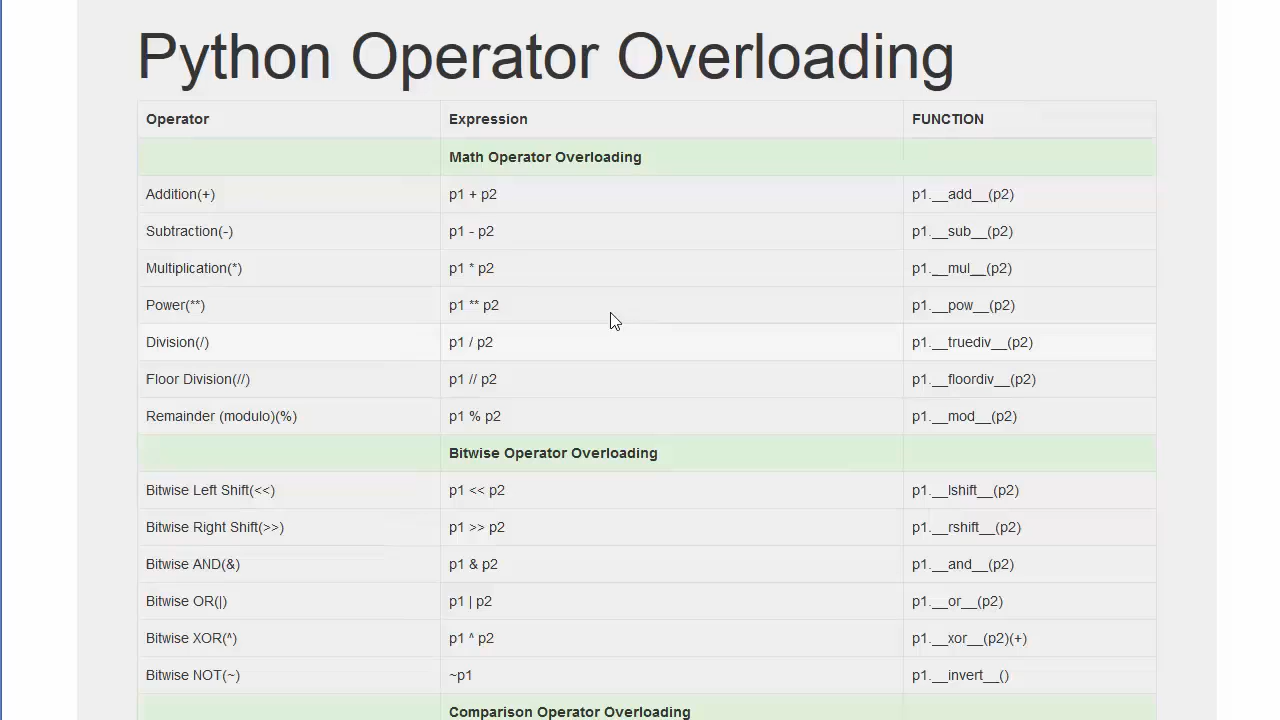 Python Operator Overloading
Operator Expression FUNCTION
Math Operator Overloading
Addition(+) p1 + p2 p1.__add__(p2)
Subtraction(-) p1 - p2 p1.__sub__(p2)
Multiplication(*) p1 * p2 p1.__mul__(p2)
Power(**) p1 ** p2 p1.__pow__(p2)
Division(/) p1 / p2 p1.__truediv__(p2)
Floor Division(//) p1 // p2 p1.__floordiv__(p2)
Remainder (modulo)(%) p1 % p2 p1.__mod__(p2)
Bitwise Operator Overloading
Bitwise Left Shift(<<) p1 << p2 p1.__lshift__(p2)
Bitwise Right Shift(>>) p1 >> p2 p1.__rshift__(p2)
Bitwise AND(&) p1 & p2 p1.__and__(p2)
Bitwise OR(|) p1 | p2 p1.__or__(p2)
Bitwise XOR(^) p1 ^ p2 p1.__xor__(p2)(+)
Bitwise NOT(~) ~p1 p1.__invert__()
Comparison Operator Overloading